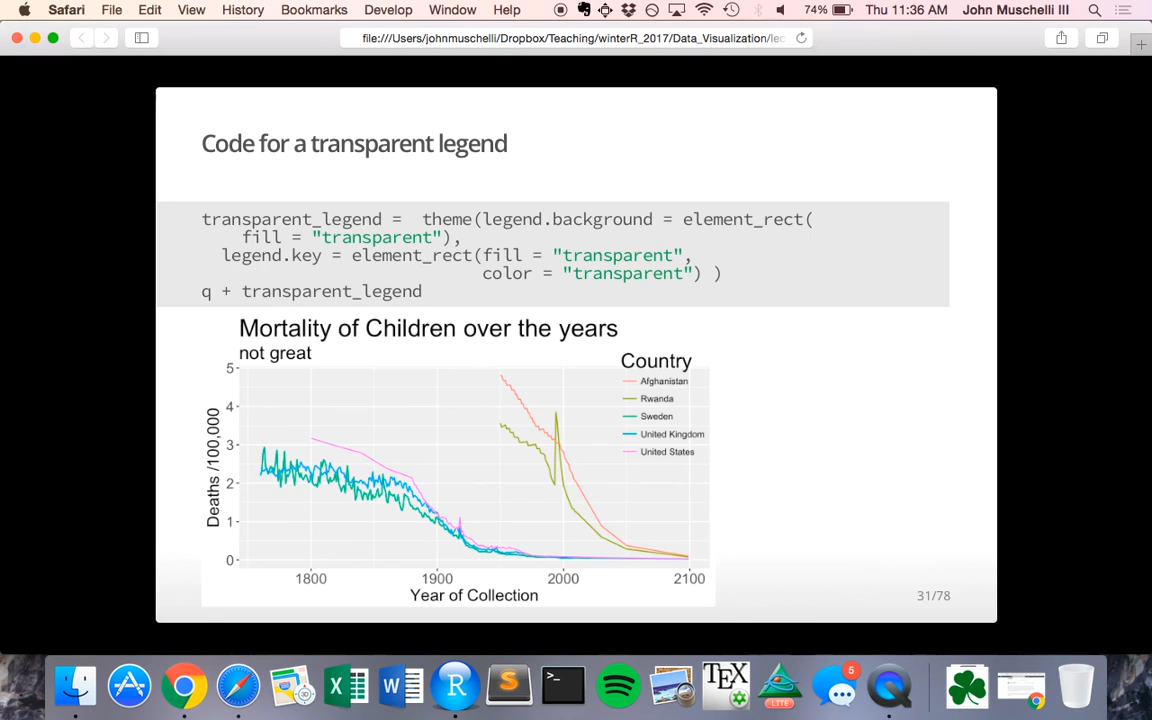 Safari File Edit View History Bookmarks Develop Window Help 74% Thu 11:36 AM John Muschelli III
file:///Users/johnmuschelli/Dropbox/Teaching/winterR_2017/Data_Visualization/lec
Code for a transparent legend
transparent_legend =  theme(legend.background = element_rect(
    fill = "transparent"),
  legend.key = element_rect(fill = "transparent",
                            color = "transparent") )
q + transparent_legend
Mortality of Children over the years
not great
Country
Afghanistan
Rwanda
Sweden
United Kingdom
United States
Deaths /100,000
5
4
3
2
1
0
1800 1900 2000 2100
Year of Collection
31/78
5
X W R S >_ TEX LITE Q